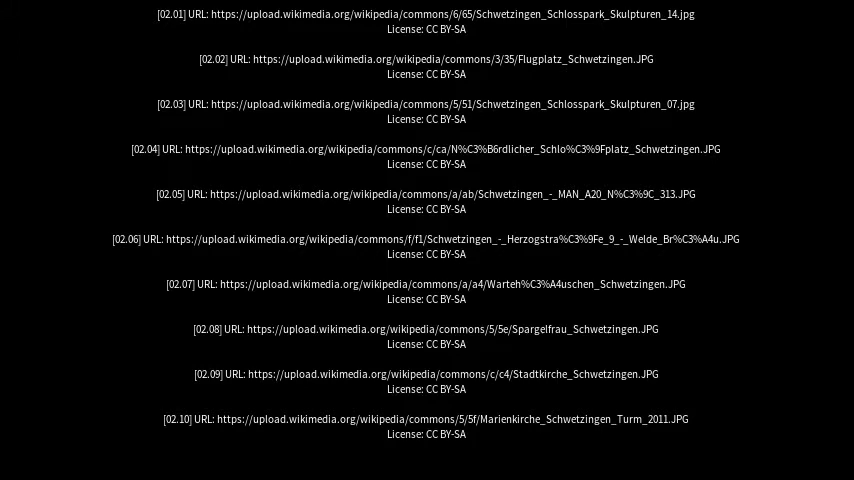 [02.01] URL: https://upload.wikimedia.org/wikipedia/commons/6/65/Schwetzingen_Schlosspark_Skulpturen_14.jpg
License: CC BY-SA
[02.02] URL: https://upload.wikimedia.org/wikipedia/commons/3/35/Flugplatz_Schwetzingen.JPG
License: CC BY-SA
[02.03] URL: https://upload.wikimedia.org/wikipedia/commons/5/51/Schwetzingen_Schlosspark_Skulpturen_07.jpg
License: CC BY-SA
[02.04] URL: https://upload.wikimedia.org/wikipedia/commons/c/ca/N%C3%B6rdlicher_Schlo%C3%9Fplatz_Schwetzingen.JPG
License: CC BY-SA
[02.05] URL: https://upload.wikimedia.org/wikipedia/commons/a/ab/Schwetzingen_-_MAN_A20_N%C3%9C_313.JPG
License: CC BY-SA
[02.06] URL: https://upload.wikimedia.org/wikipedia/commons/f/f1/Schwetzingen_-_Herzogstra%C3%9Fe_9_-_Welde_Br%C3%A4u.JPG
License: CC BY-SA
[02.07] URL: https://upload.wikimedia.org/wikipedia/commons/a/a4/Warteh%C3%A4uschen_Schwetzingen.JPG
License: CC BY-SA
[02.08] URL: https://upload.wikimedia.org/wikipedia/commons/5/5e/Spargelfrau_Schwetzingen.JPG
License: CC BY-SA
[02.09] URL: https://upload.wikimedia.org/wikipedia/commons/c/c4/Stadtkirche_Schwetzingen.JPG
License: CC BY-SA
[02.10] URL: https://upload.wikimedia.org/wikipedia/commons/5/5f/Marienkirche_Schwetzingen_Turm_2011.JPG
License: CC BY-SA